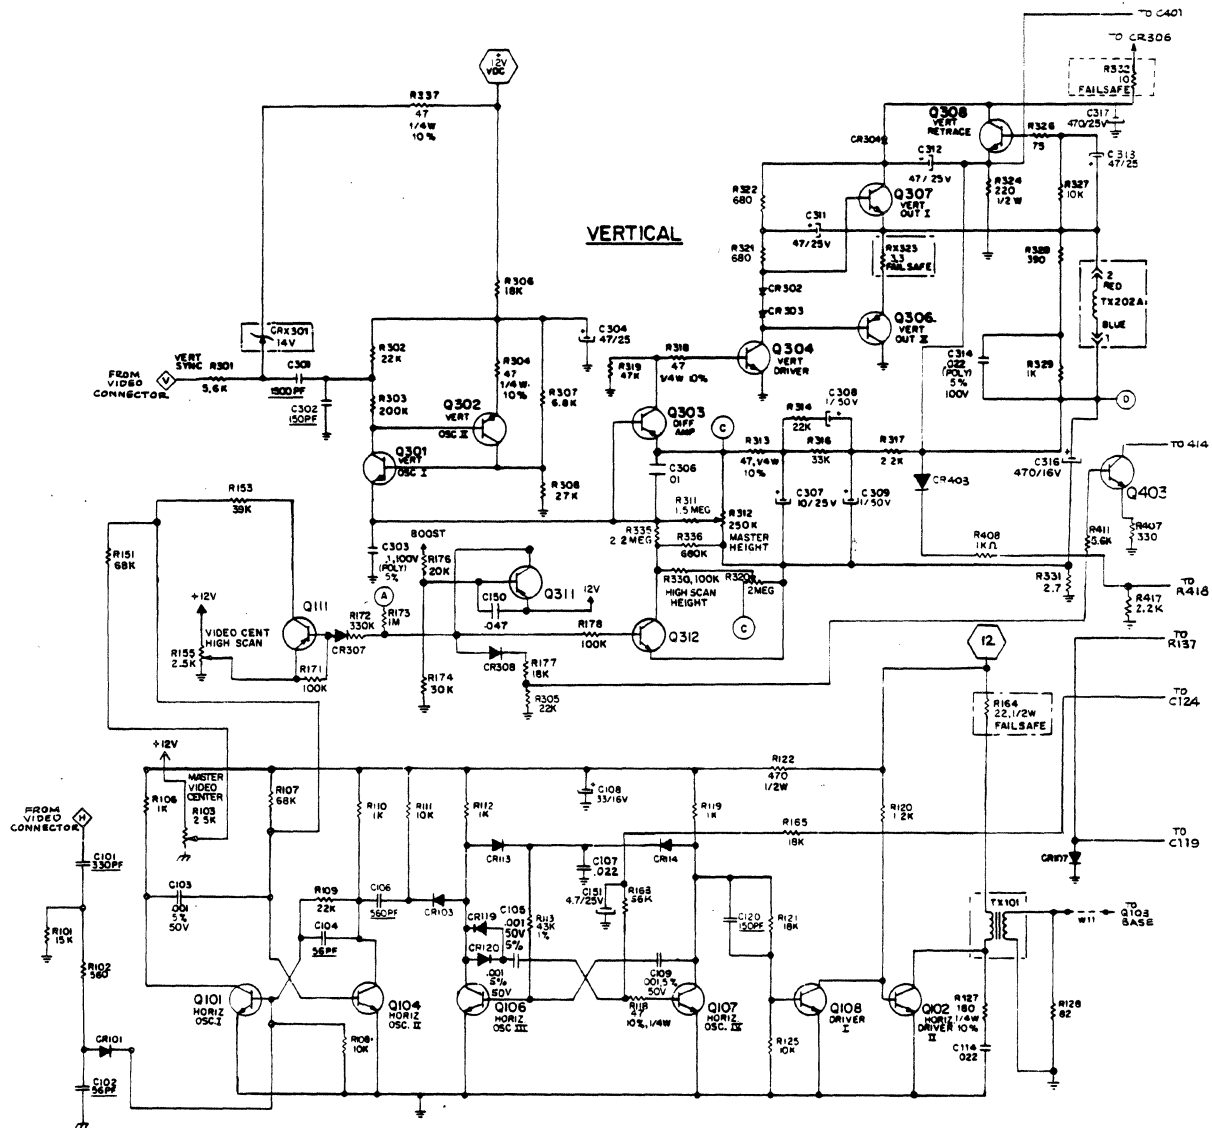 TO C401
TO CR306
+
12V
VDC
R332
10
FAILSAFE
R337
47
1/4W
10%
Q308
VERT
RETRACE
C317
470/25V
R326
75
CR304
C312
47/25V
C313
47/25
R322
680
Q307
VERT
OUT I
R324
220
1/2W
R327
10K
VERTICAL
C311
47/25V
R321
680
RX323
3.3
FAILSAFE
R328
390
2
RED
TX202A
BLUE
1
R306
18K
CR302
CR303
Q306
VERT
OUT II
CRX301
14V
R302
22K
C304
47/25
R304
47
1/4W
10%
R318
47
1/4W 10%
Q304
VERT
DRIVER
C314
.022
(POLY)
5%
100V
R329
1K
VERT
SYNC
R301
5,6K
C301
1500PF
FROM
VIDEO
CONNECTOR
V
R319
47K
R307
6.8K
C302
150PF
R303
200K
Q302
VERT
OSC II
Q303
DIFF
AMP
C
R314
22K
C308
1/50V
D
Q301
VERT
OSC I
R313
47,1/4W
10%
R316
33K
R317
2.2K
TO 414
C316
470/16V
C306
.01
R308
27K
C307
10/25V
C309
1/50V
CR403
Q403
R153
39K
R311
1.5 MEG
R312
250K
MASTER
HEIGHT
R335
2.2MEG
R336
680K
R411
5.6K
R407
330
R408
1KΩ
R151
68K
C303
.1,100V
(POLY)
5%
BOOST
R176
20K
R330, 100K
HIGH SCAN
HEIGHT
R320
2MEG
R331
2.7
TO
R418
R417
2.2K
A
C150
.047
Q311
12V
+12V
Q111
VIDEO CENT
HIGH SCAN
R155
2.5K
R172
330K
R173
1M
CR307
R178
100K
Q312
C
12
TO
R137
R171
100K
CR308
R177
18K
R174
30K
R305
22K
TO
C124
R164
22,1/2W
FAILSAFE
+12V
MASTER
VIDEO
CENTER
R103
2.5K
R106
1K
R107
68K
R110
1K
R111
10K
R112
1K
C108
33/16V
R119
1K
R122
470
1/2W
R120
1.2K
FROM
VIDEO
CONNECTOR
H
R165
18K
TO
C119
CR107
C101
330PF
CR113
C107
.022
CR114
C103
.001
5%
50V
R109
22K
C106
560PF
CR103
C151
4.7/25V
R163
56K
TX101
TO
Q103
BASE
W11
C104
56PF
CR119
C105
.001
50V
5%
R113
43K
1%
C120
150PF
R121
18K
R101
15K
R102
560
CR120
.001
5%
50V
C109
.001,5%
50V
Q101
HORIZ
OSC.I
Q104
HORIZ
OSC. II
Q106
HORIZ
OSC III
R118
47
10%,1/4W
Q107
HORIZ
OSC. IV
Q108
DRIVER
I
Q102
HORIZ
DRIVER
II
R127
180
1/4W
10%
R128
82
CR101
R108
10K
R125
10K
C114
.022
C102
56PF